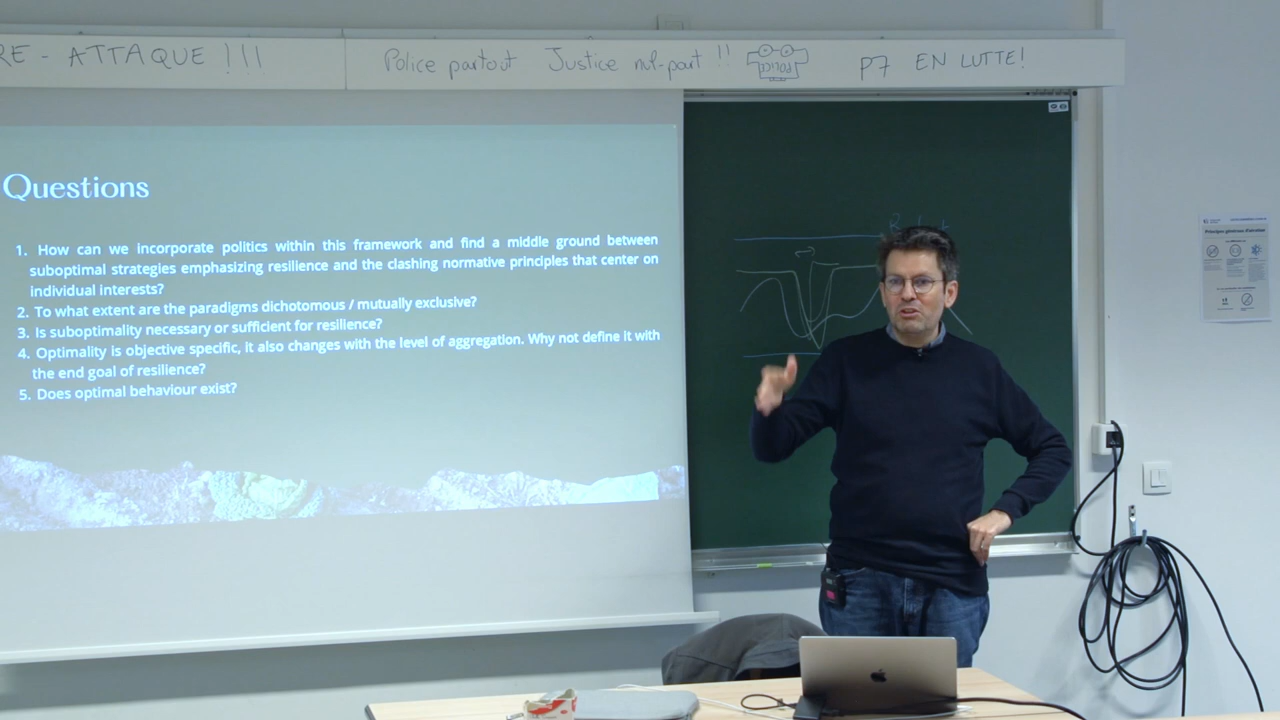 RE - ATTAQUE !!!
Police partout Justice nul-part !!
POLICE
P7 EN LUTTE!
Questions
1. How can we incorporate politics within this framework and find a middle ground between
suboptimal strategies emphasizing resilience and the clashing normative principles that center on
individual interests?
2. To what extent are the paradigms dichotomous / mutually exclusive?
3. Is suboptimality necessary or sufficient for resilience?
4. Optimality is objective specific, it also changes with the level of aggregation. Why not define it with
the end goal of resilience?
5. Does optimal behaviour exist?